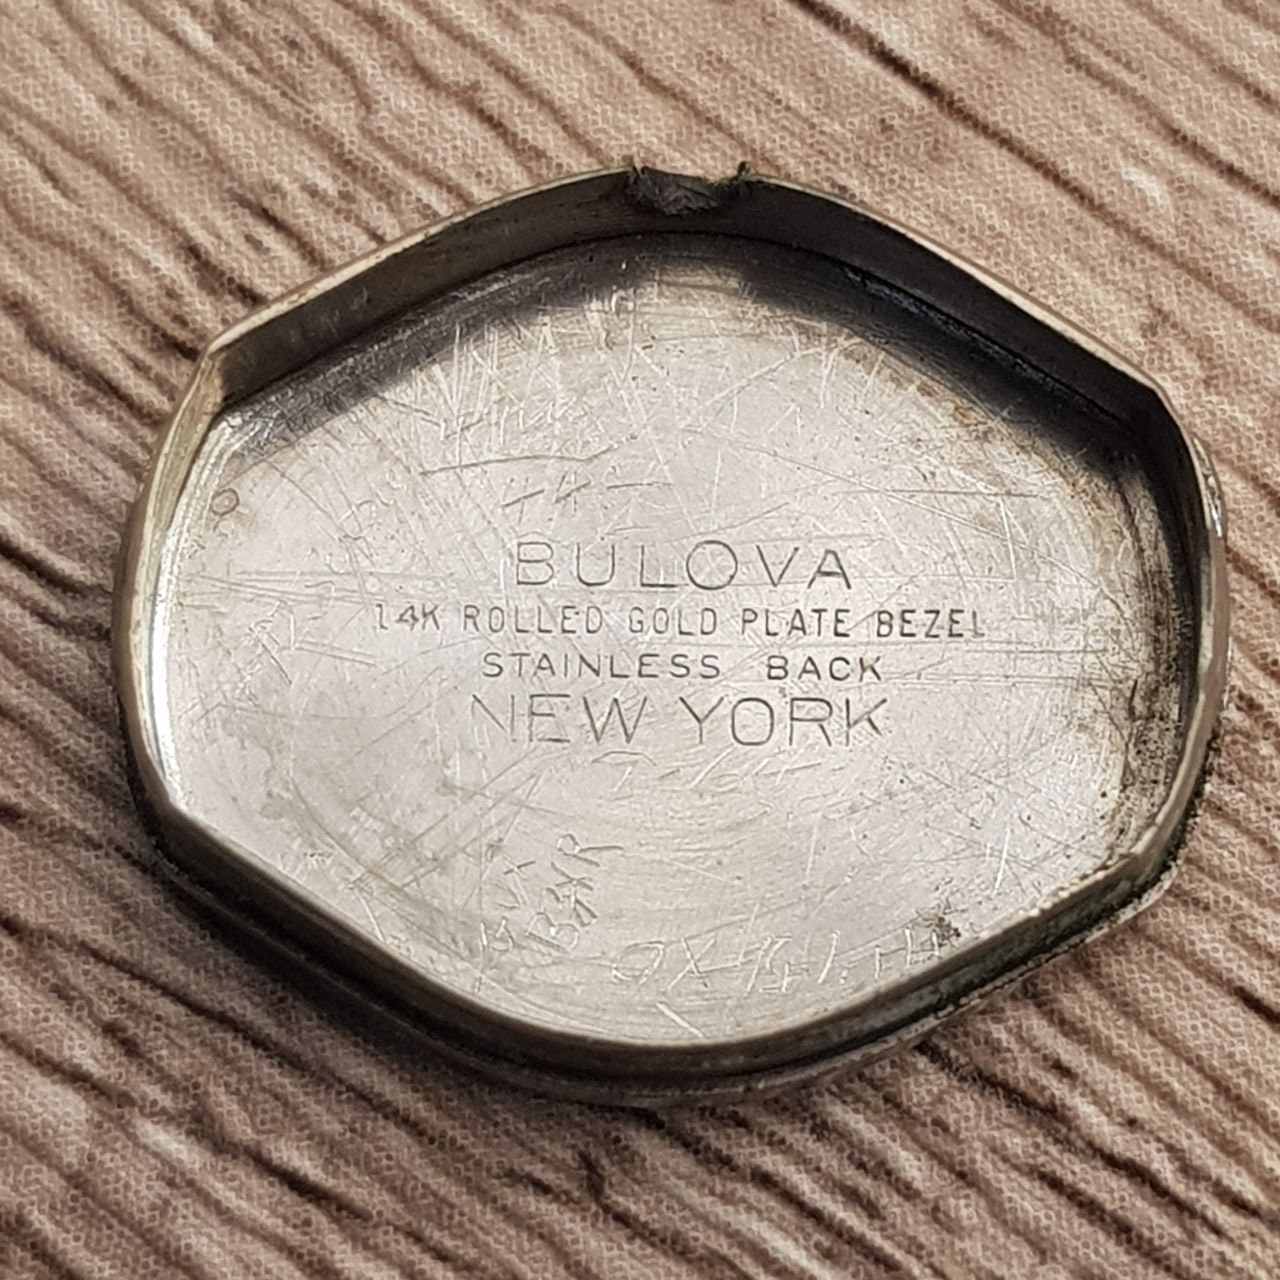 BULOVA
14K ROLLED GOLD PLATE BEZEL
STAINLESS BACK
NEW YORK